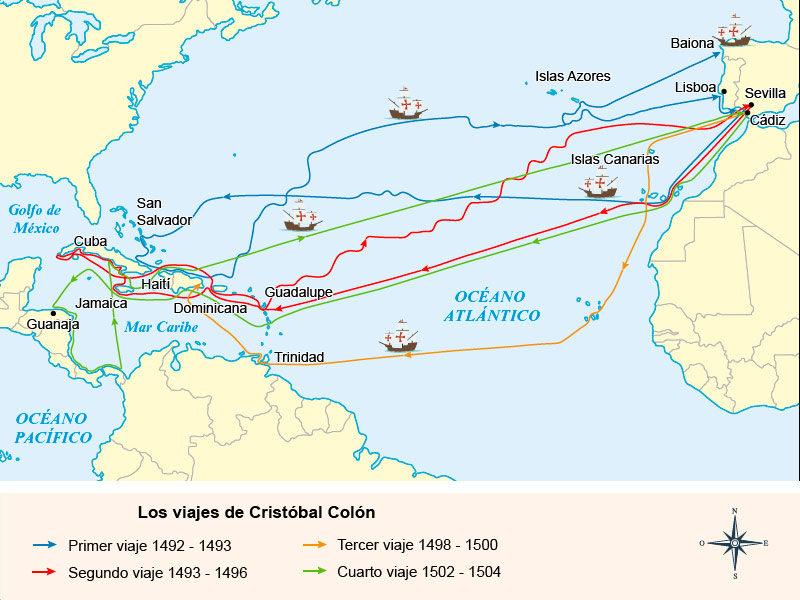 Baiona
Islas Azores
Lisboa
Sevilla
Cádiz
Islas Canarias
San
Salvador
Golfo de
México
Cuba
Haití
Guadalupe
Jamaica
Dominicana
OCÉANO
ATLÁNTICO
Guanaja
Mar Caribe
Trinidad
OCÉANO
PACÍFICO
Los viajes de Cristóbal Colón
Primer viaje 1492 - 1493
Tercer viaje 1498 - 1500
Segundo viaje 1493 - 1496
Cuarto viaje 1502 - 1504
N
O
E
S